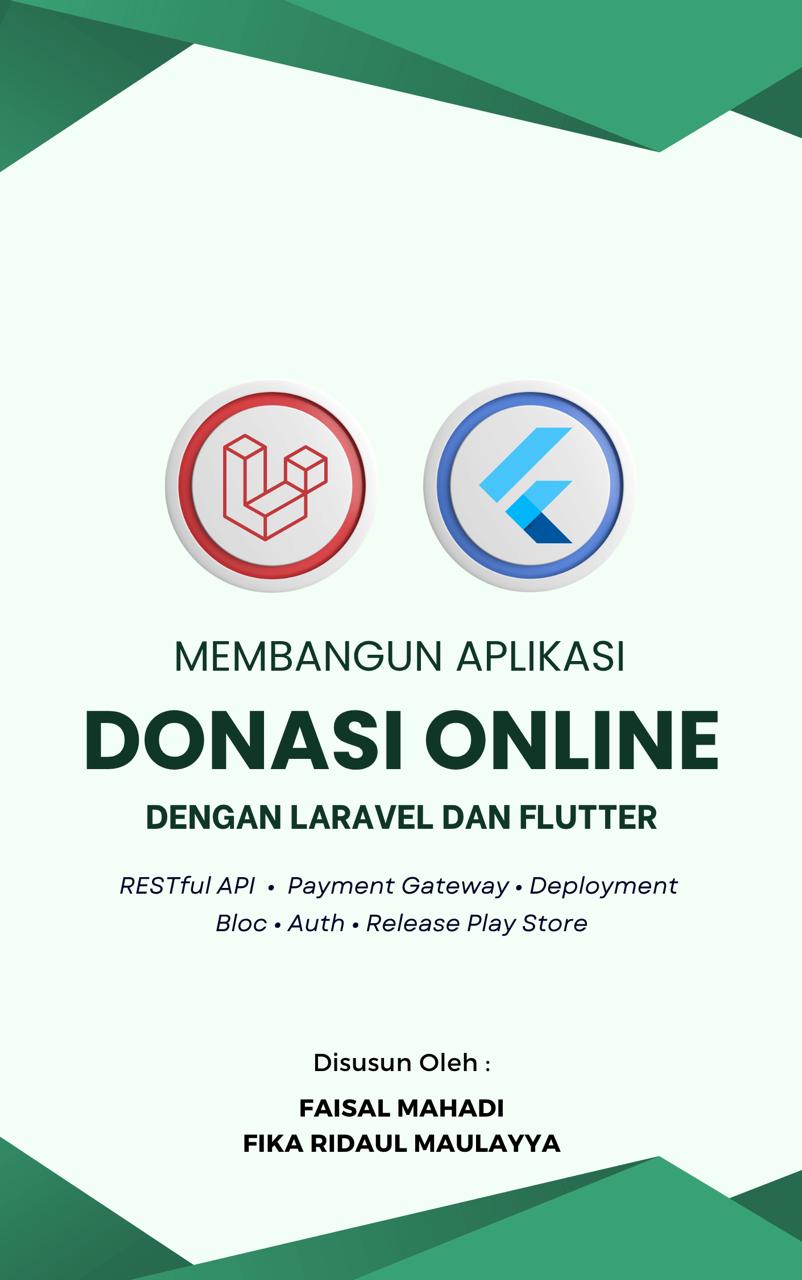 MEMBANGUN APLIKASI
DONASI ONLINE
DENGAN LARAVEL DAN FLUTTER
RESTful API • Payment Gateway • Deployment
Bloc • Auth • Release Play Store
Disusun Oleh :
FAISAL MAHADI
FIKA RIDAUL MAULAYYA